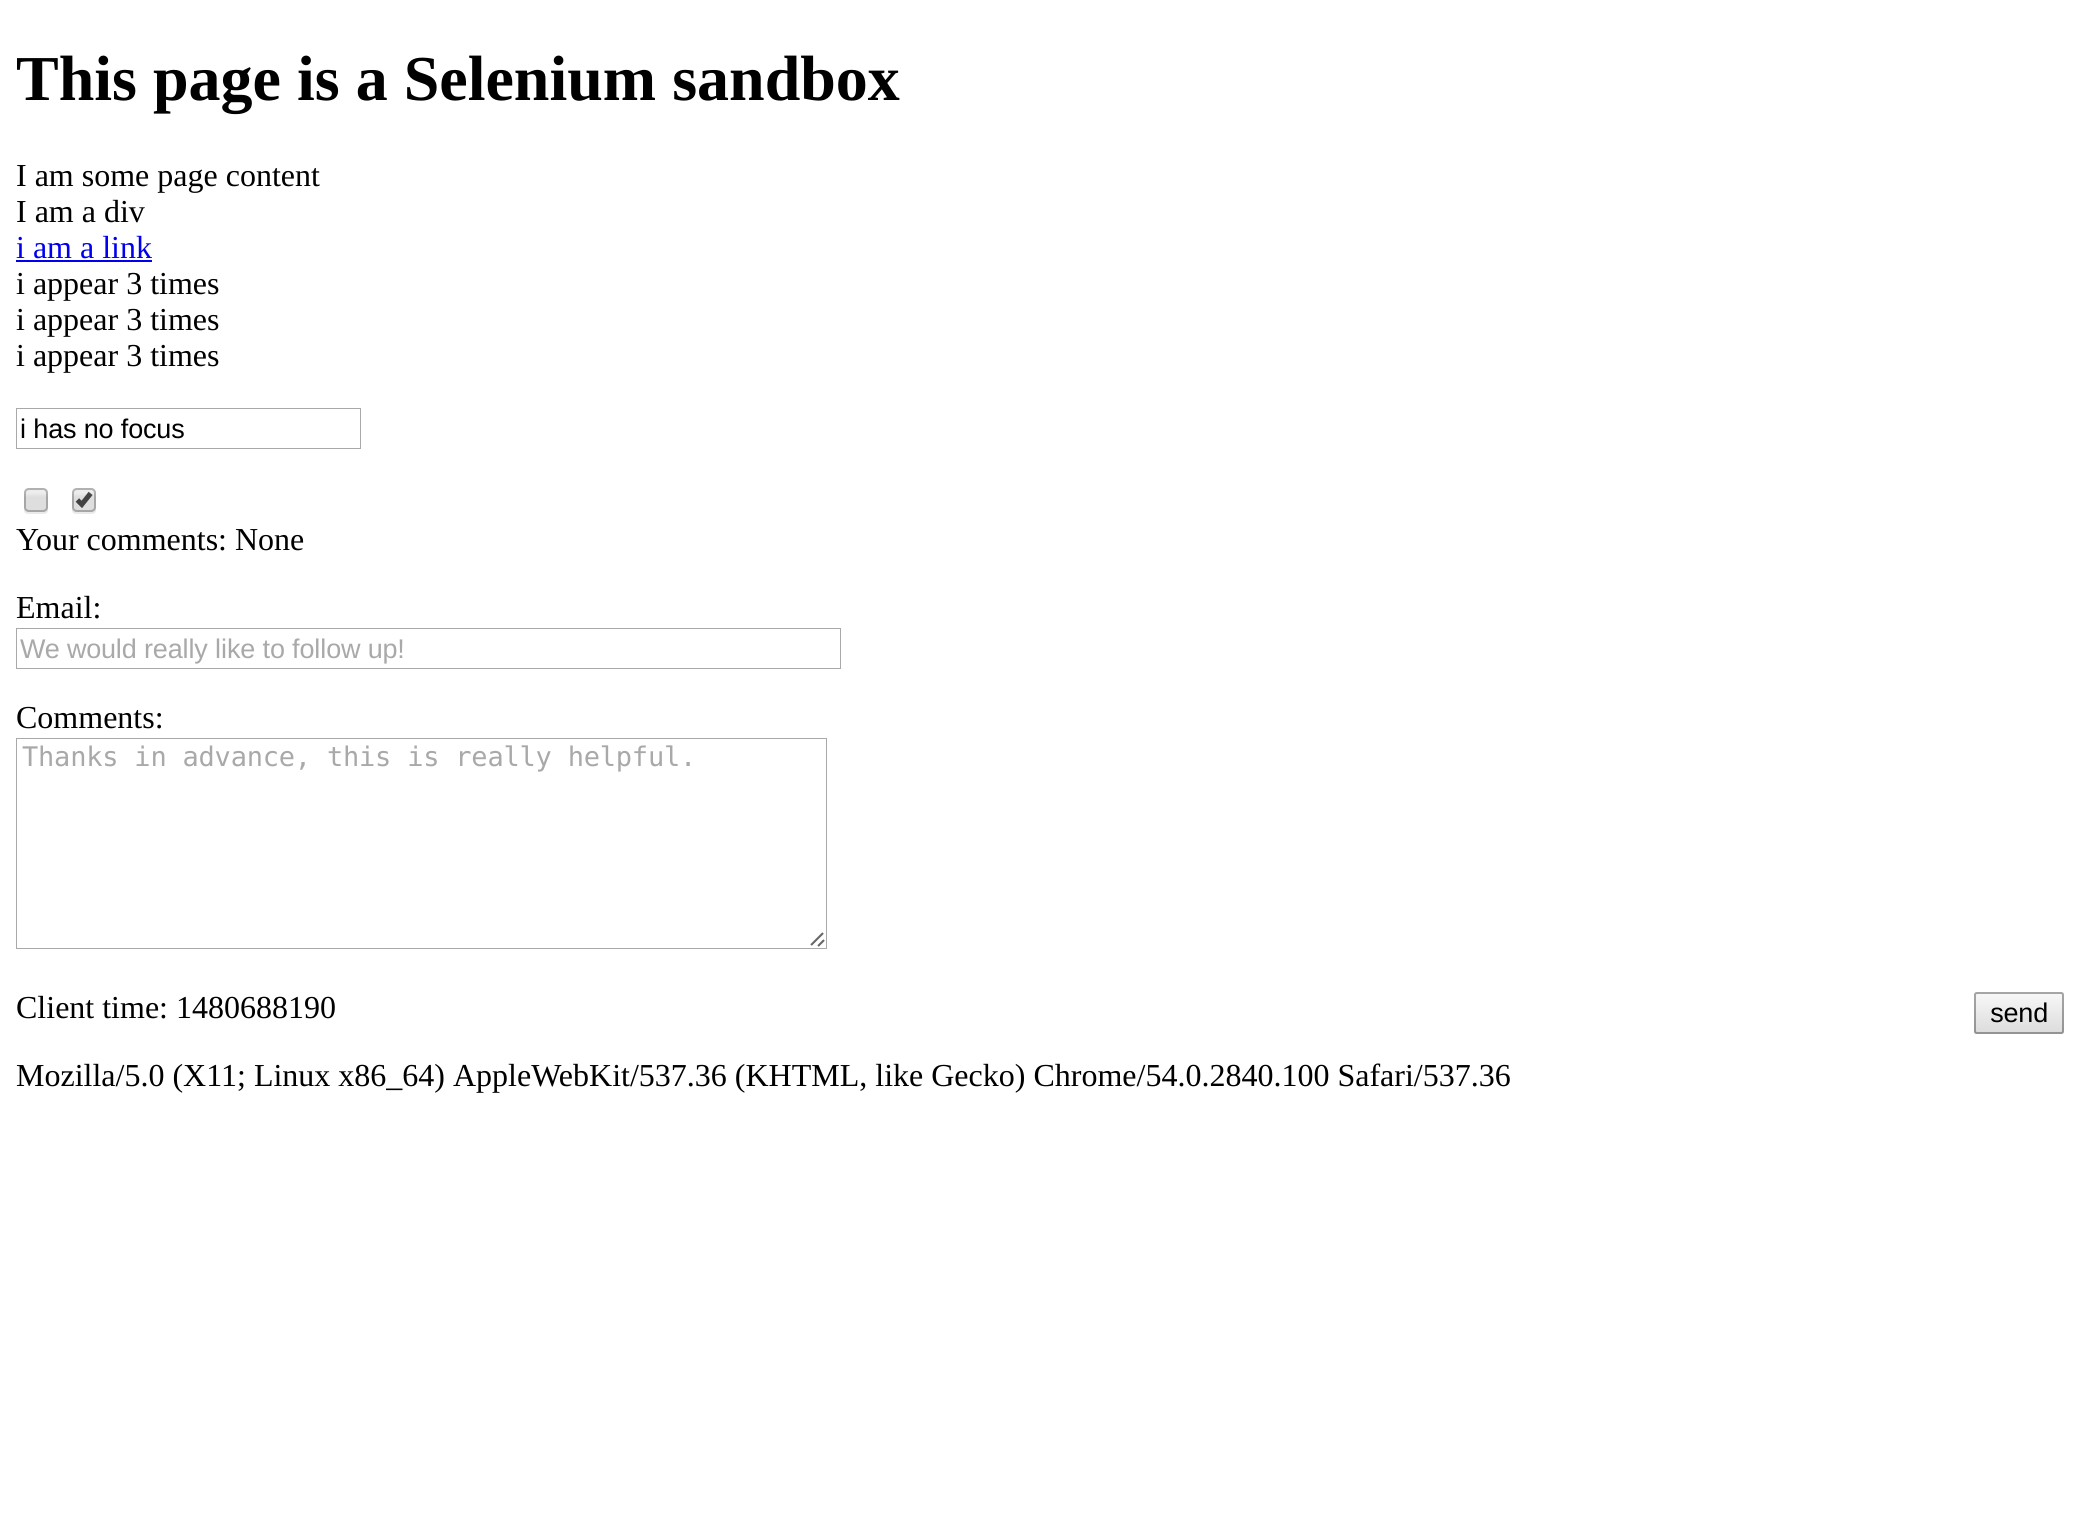 This page is a Selenium sandbox
I am some page content
I am a div
i am a link
i appear 3 times
i appear 3 times
i appear 3 times
i has no focus
Your comments: None
Email:
We would really like to follow up!
Comments:
Thanks in advance, this is really helpful.
Client time: 1480688190
send
Mozilla/5.0 (X11; Linux x86_64) AppleWebKit/537.36 (KHTML, like Gecko) Chrome/54.0.2840.100 Safari/537.36